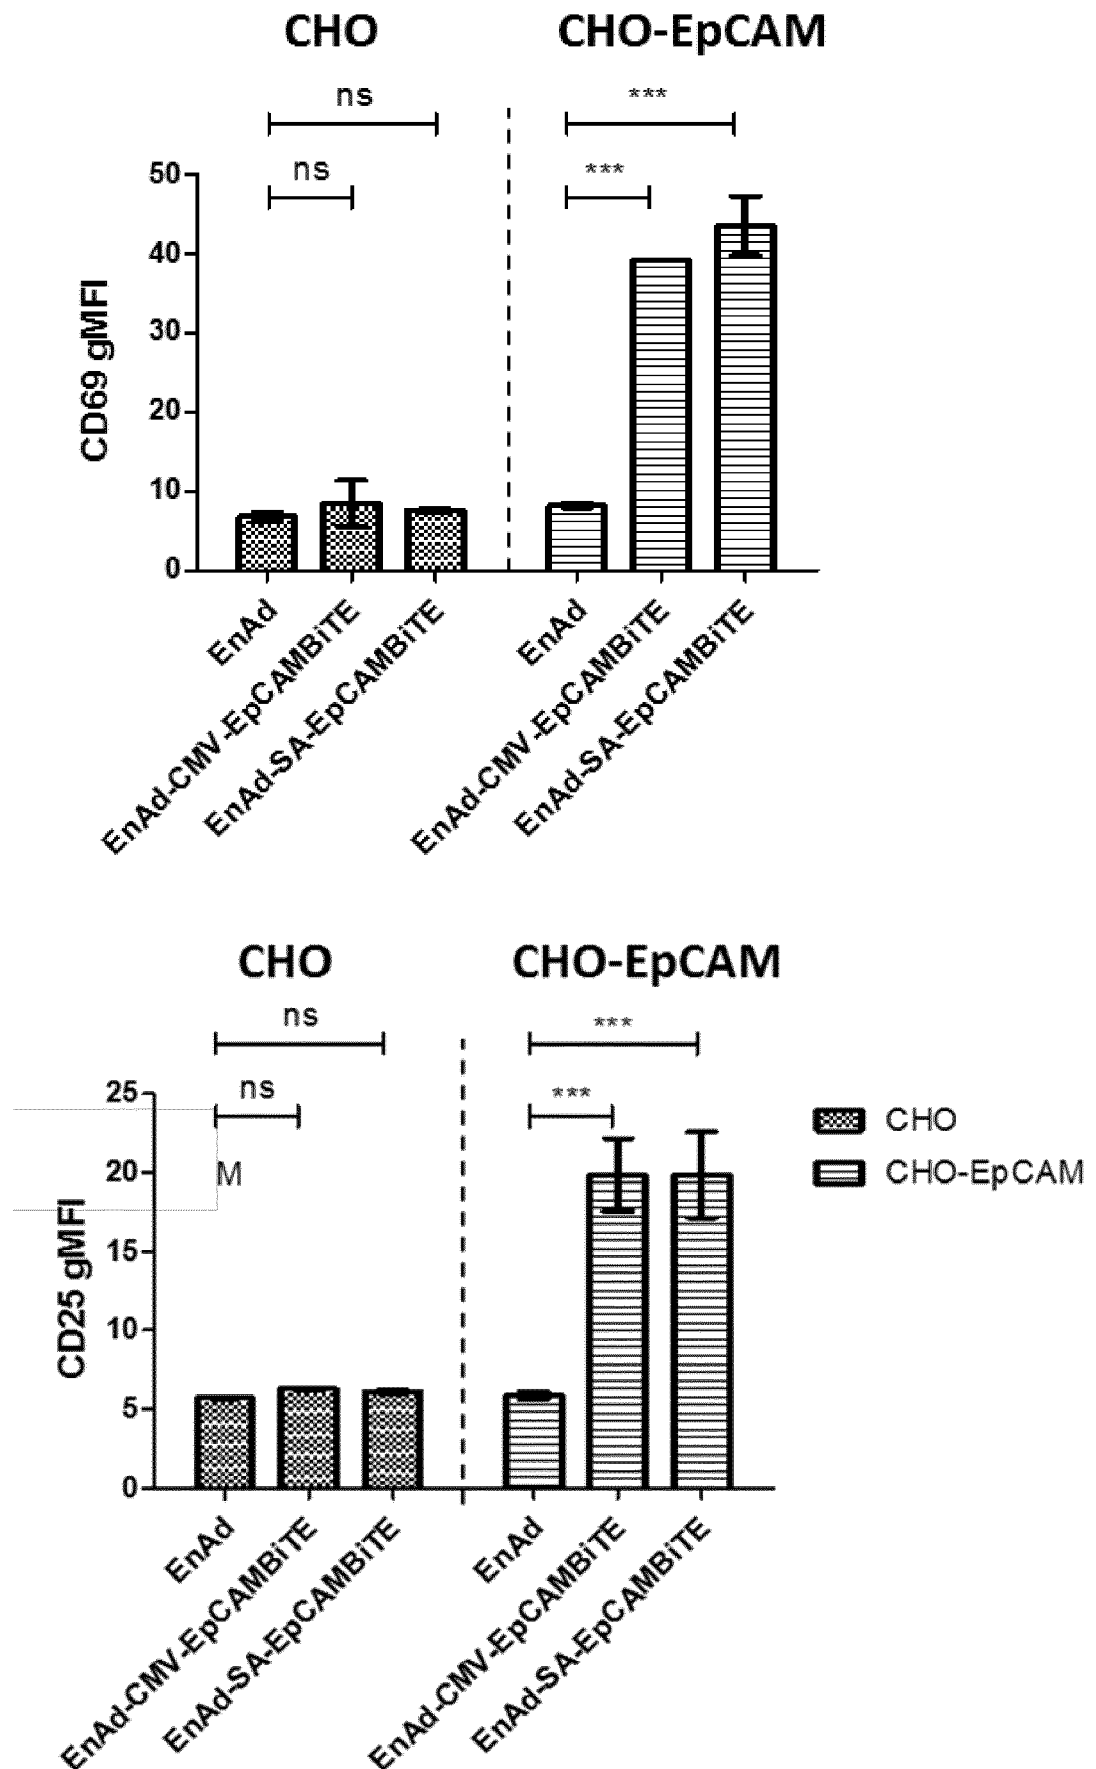 CHO CHO-EpCAM
ns ***
ns ***
50
40
30
20
10
0
CD69 gMFI
EnAd
EnAd-CMV-EpCAMBiTE
EnAd-SA-EpCAMBiTE
EnAd
EnAd-CMV-EpCAMBiTE
EnAd-SA-EpCAMBiTE
CHO CHO-EpCAM
ns ***
ns ***
25
20
15
10
5
0
M
CD25 gMFI
CHO
CHO-EpCAM
EnAd
EnAd-CMV-EpCAMBiTE
EnAd-SA-EpCAMBiTE
EnAd
EnAd-CMV-EpCAMBiTE
EnAd-SA-EpCAMBiTE